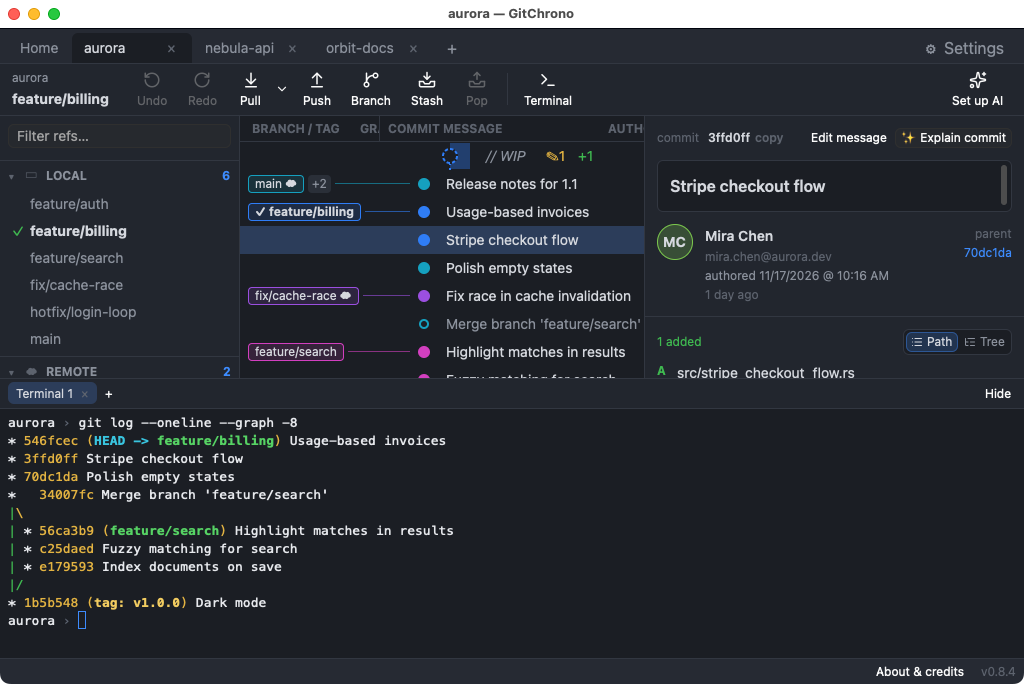 aurora — GitChrono
Home aurora × nebula-api × orbit-docs × + Settings
aurora
feature/billing
Undo Redo Pull Push Branch Stash Pop Terminal Set up AI
Filter refs...
LOCAL 6
feature/auth
✓ feature/billing
feature/search
fix/cache-race
hotfix/login-loop
main
REMOTE 2
BRANCH / TAG GRA COMMIT MESSAGE AUTH
// WIP 1 +1
main +2 Release notes for 1.1
✓ feature/billing Usage-based invoices
Stripe checkout flow
Polish empty states
fix/cache-race Fix race in cache invalidation
Merge branch 'feature/search'
feature/search Highlight matches in results
Fuzzy matching for search
commit 3ffd0ff copy Edit message Explain commit
Stripe checkout flow
MC
Mira Chen
mira.chen@aurora.dev
authored 11/17/2026 @ 10:16 AM
1 day ago
parent
70dc1da
1 added Path Tree
A src/stripe_checkout_flow.rs
Terminal 1 × + Hide
aurora › git log --oneline --graph -8
* 546fcec (HEAD -> feature/billing) Usage-based invoices
* 3ffd0ff Stripe checkout flow
* 70dc1da Polish empty states
*   34007fc Merge branch 'feature/search'
|\
| * 56ca3b9 (feature/search) Highlight matches in results
| * c25daed Fuzzy matching for search
| * e179593 Index documents on save
|/
* 1b5b548 (tag: v1.0.0) Dark mode
aurora ›
About & credits v0.8.4